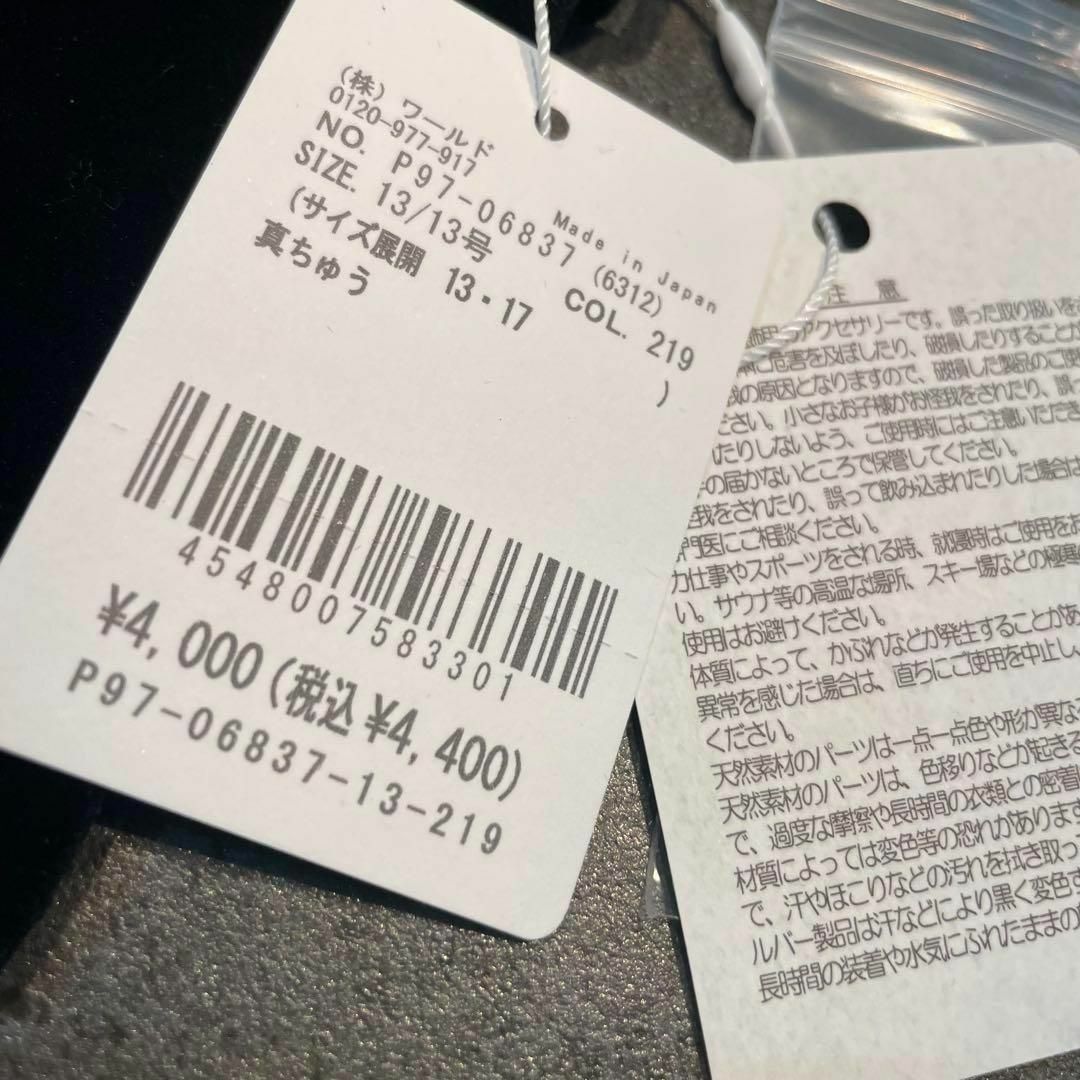 (株)ワールド
0120-977-917
Made in Japan
NO. P97-06837 (6312)
SIZE. 13/13号 COL. 219
(サイズ展開 13・17 )
真ちゅう
4548007583301
¥4,000(税込¥4,400)
P97-06837-13-219
注意
アクセサリーです。誤った取り扱いを
危害を及ぼしたり、破損したりすることが
の原因となりますので、破損した製品のご使
ださい。小さなお子様がお怪我をされたり、誤っ
たりしないよう、ご使用時にはご注意いただき
の届かないところで保管してください。
我をされたり、誤って飲み込まれたりした場合は
門医にご相談ください。
力仕事やスポーツをされる時、就寝時はご使用をお
い。サウナ等の高温な場所、スキー場などの極寒
使用はお避けください。
体質によって、かぶれなどが発生することがあ
異常を感じた場合は、直ちにご使用を中止し、
ください。
天然素材のパーツは一点一点色や形が異な
天然素材のパーツは、色移りなどが起きる
で、過度な摩擦や長時間の衣類との密着
材質によっては変色等の恐れがあります
で、汗やほこりなどの汚れを拭き取っ
ルバー製品は汗などにより黒く変色す
長時間の装着や水気にふれたままの